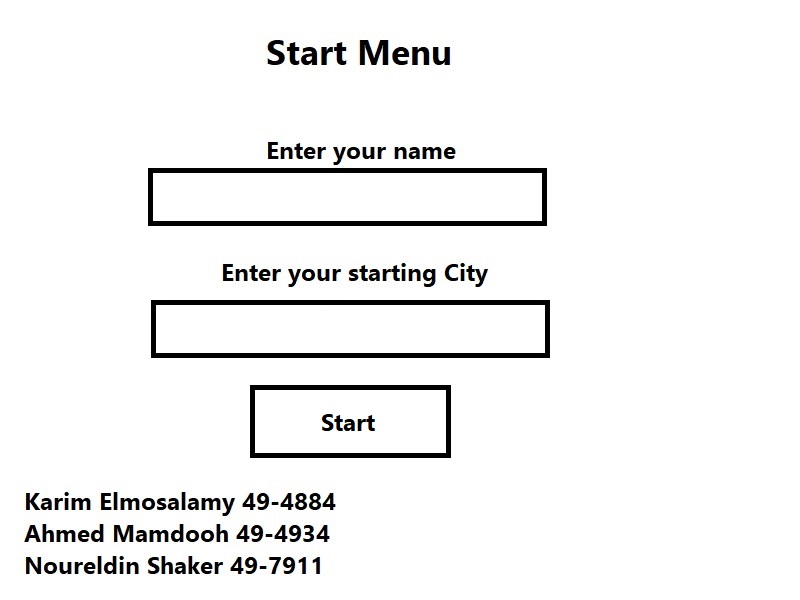 Start Menu
Enter your name
Enter your starting City
Start
Karim Elmosalamy 49-4884
Ahmed Mamdooh 49-4934
Noureldin Shaker 49-7911